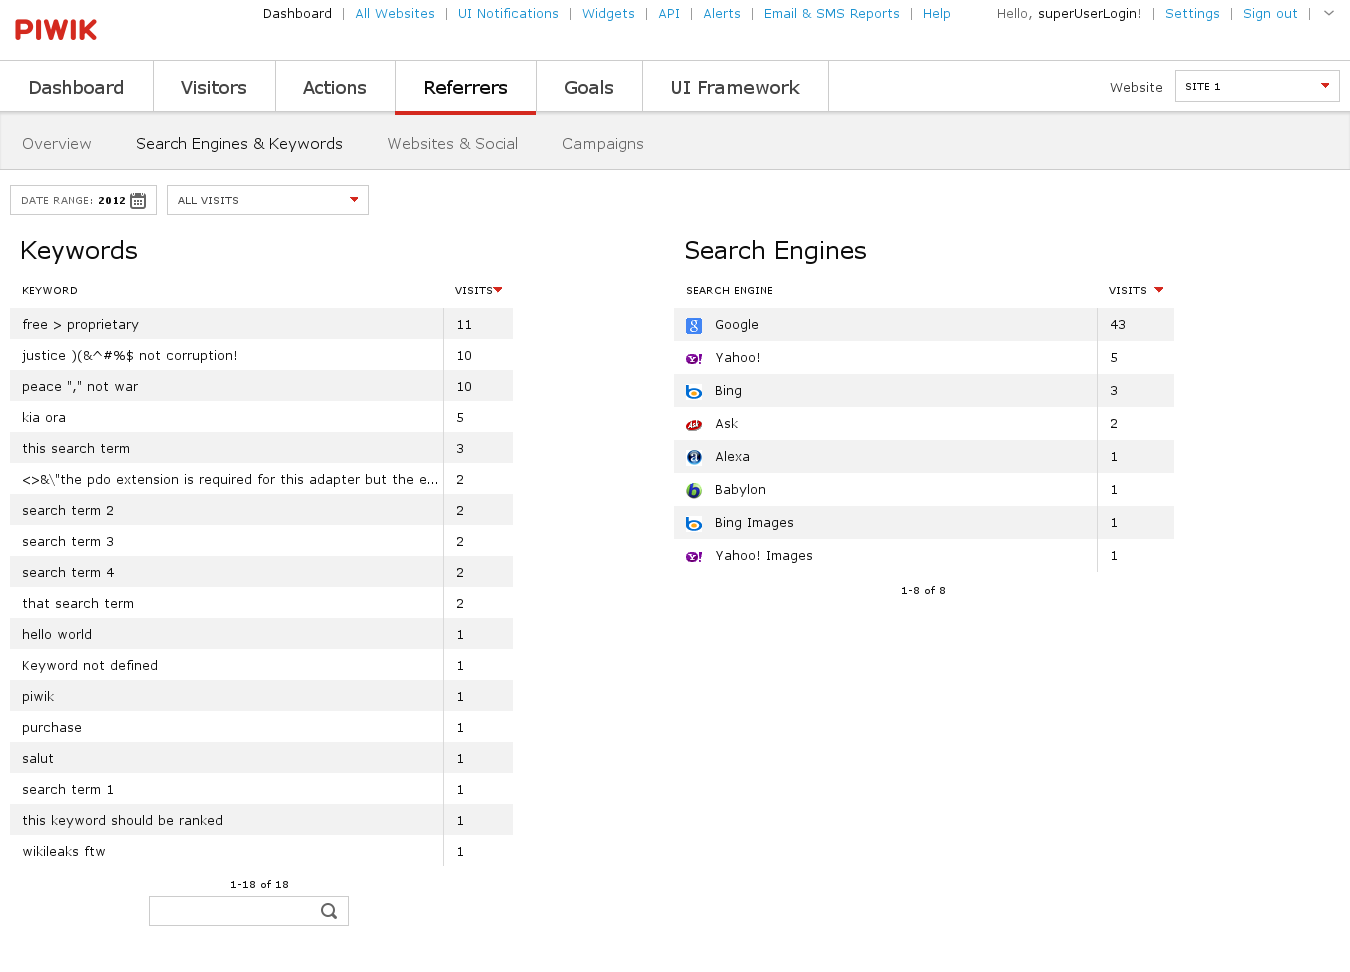 PIWIK
Dashboard | All Websites | UI Notifications | Widgets | API | Alerts | Email & SMS Reports | Help
Hello, superUserLogin! | Settings | Sign out |
Dashboard Visitors Actions Referrers Goals UI Framework
Website SITE 1
Overview Search Engines & Keywords Websites & Social Campaigns
DATE RANGE: 2012
ALL VISITS
Keywords
KEYWORD VISITS
free > proprietary 11
justice )(&^#%$ not corruption! 10
peace "," not war 10
kia ora 5
this search term 3
<>&\"the pdo extension is required for this adapter but the e... 2
search term 2 2
search term 3 2
search term 4 2
that search term 2
hello world 1
Keyword not defined 1
piwik 1
purchase 1
salut 1
search term 1 1
this keyword should be ranked 1
wikileaks ftw 1
1-18 of 18
Search Engines
SEARCH ENGINE VISITS
Google 43
Yahoo! 5
Bing 3
Ask 2
Alexa 1
Babylon 1
Bing Images 1
Yahoo! Images 1
1-8 of 8